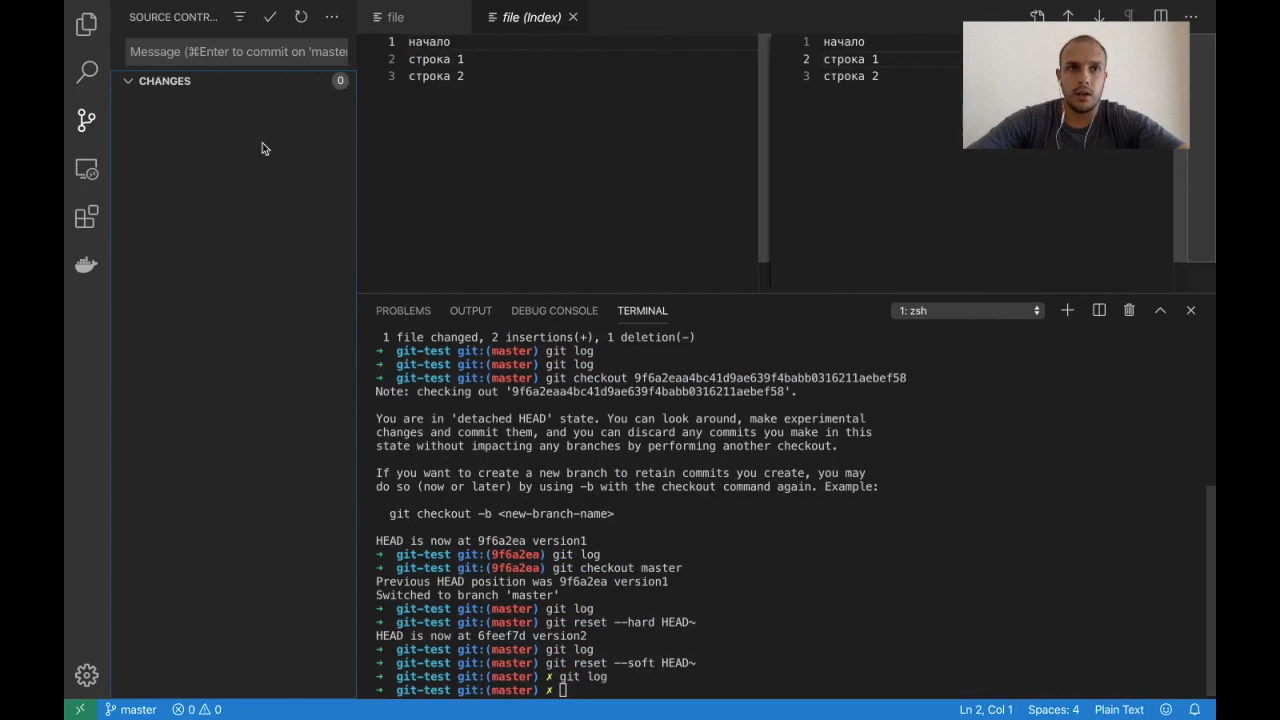 SOURCE CONTR...
file
file (Index)
Message (⌘Enter to commit on 'master
CHANGES
0
1 начало
2 строка 1
3 строка 2
1 начало
2 строка 1
3 строка 2
PROBLEMS
OUTPUT
DEBUG CONSOLE
TERMINAL
1: zsh
1 file changed, 2 insertions(+), 1 deletion(-)
➜ git-test git:(master) git log
➜ git-test git:(master) git log
➜ git-test git:(master) git checkout 9f6a2eaa4bc41d9ae639f4babb0316211aebef58
Note: checking out '9f6a2eaa4bc41d9ae639f4babb0316211aebef58'.
You are in 'detached HEAD' state. You can look around, make experimental
changes and commit them, and you can discard any commits you make in this
state without impacting any branches by performing another checkout.
If you want to create a new branch to retain commits you create, you may
do so (now or later) by using -b with the checkout command again. Example:
git checkout -b <new-branch-name>
HEAD is now at 9f6a2ea version1
➜ git-test git:(9f6a2ea) git log
➜ git-test git:(9f6a2ea) git checkout master
Previous HEAD position was 9f6a2ea version1
Switched to branch 'master'
➜ git-test git:(master) git log
➜ git-test git:(master) git reset --hard HEAD~
HEAD is now at 6feef7d version2
➜ git-test git:(master) git log
➜ git-test git:(master) git reset --soft HEAD~
➜ git-test git:(master) ✗ git log
➜ git-test git:(master) ✗
master
0
0
Ln 2, Col 1
Spaces: 4
Plain Text